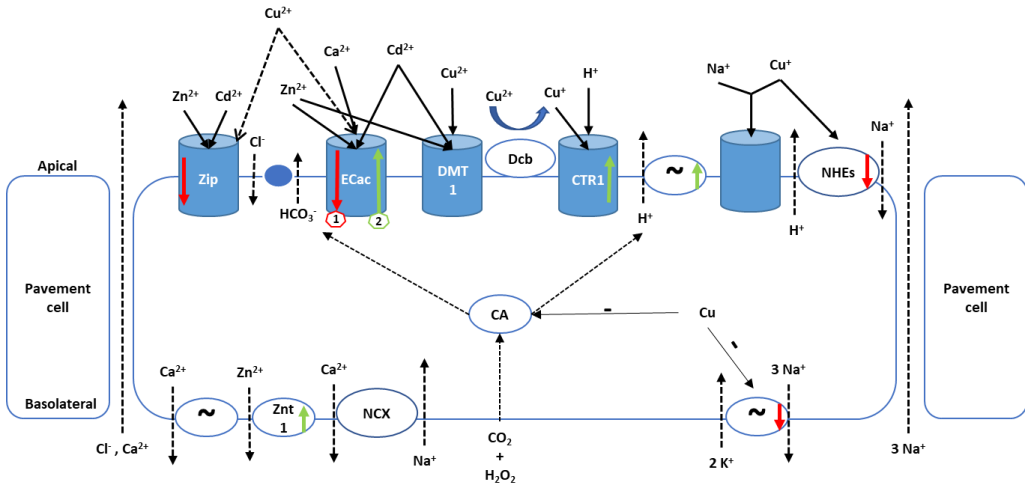 Cu²⁺
Ca²⁺
Cd²⁺
Zn²⁺
Cd²⁺
Zn²⁺
Cu²⁺
Cu²⁺
Cu⁺
H⁺
Na⁺
Cu⁺
Na⁺
Cl⁻
Apical
Zip
HCO₃⁻
ECac
1
2
DMT
1
Dcb
CTR1
H⁺
~
H⁺
NHEs
Pavement
cell
CA
-
Cu
-
Pavement
cell
Basolateral
Ca²⁺
Zn²⁺
Ca²⁺
3 Na⁺
~
Znt
1
NCX
~
Cl⁻ , Ca²⁺
Na⁺
CO₂
+
H₂O₂
2 K⁺
3 Na⁺